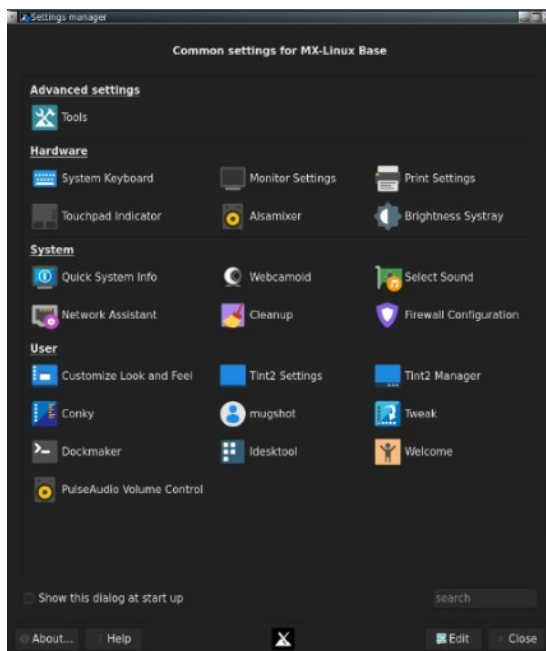 Settings manager
Common settings for MX-Linux Base
Advanced settings
Tools
Hardware
System Keyboard Monitor Settings Print Settings
Touchpad Indicator Alsamixer Brightness Systray
System
Quick System Info Webcamoid Select Sound
Network Assistant Cleanup Firewall Configuration
User
Customize Look and Feel Tint2 Settings Tint2 Manager
Conky mugshot Tweak
Dockmaker Idesktool Welcome
PulseAudio Volume Control
Show this dialog at start up search
About... Help Edit Close